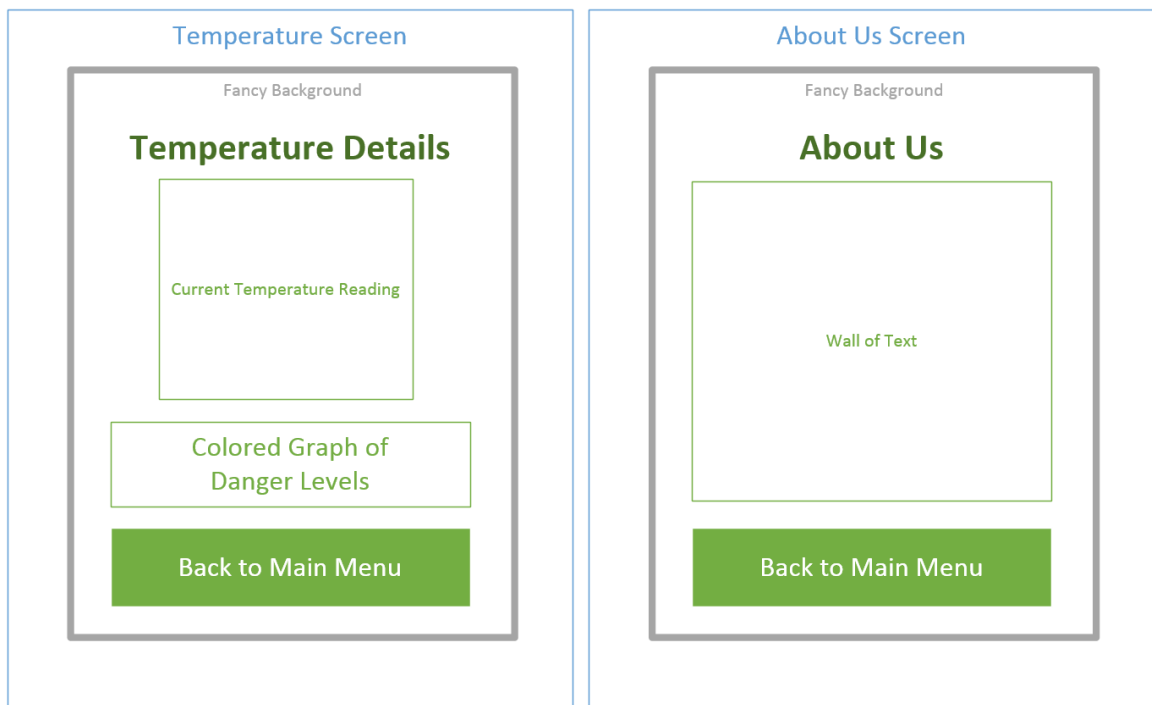 Temperature Screen
Fancy Background
Temperature Details
Current Temperature Reading
Colored Graph of
Danger Levels
Back to Main Menu
About Us Screen
Fancy Background
About Us
Wall of Text
Back to Main Menu